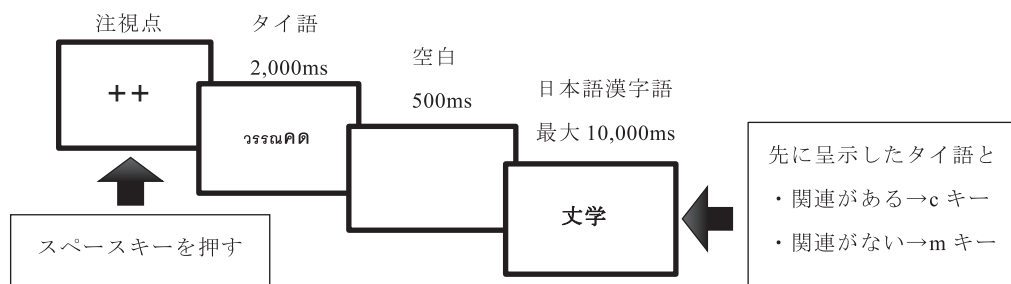 注視点
++
スペースキーを押す
タイ語
2,000ms
วรรณคด
空白
500ms
日本語漢字語
最大 10,000ms
丈学
先に呈示したタイ語と
・関連がある→c キー
・関連がない→m キー